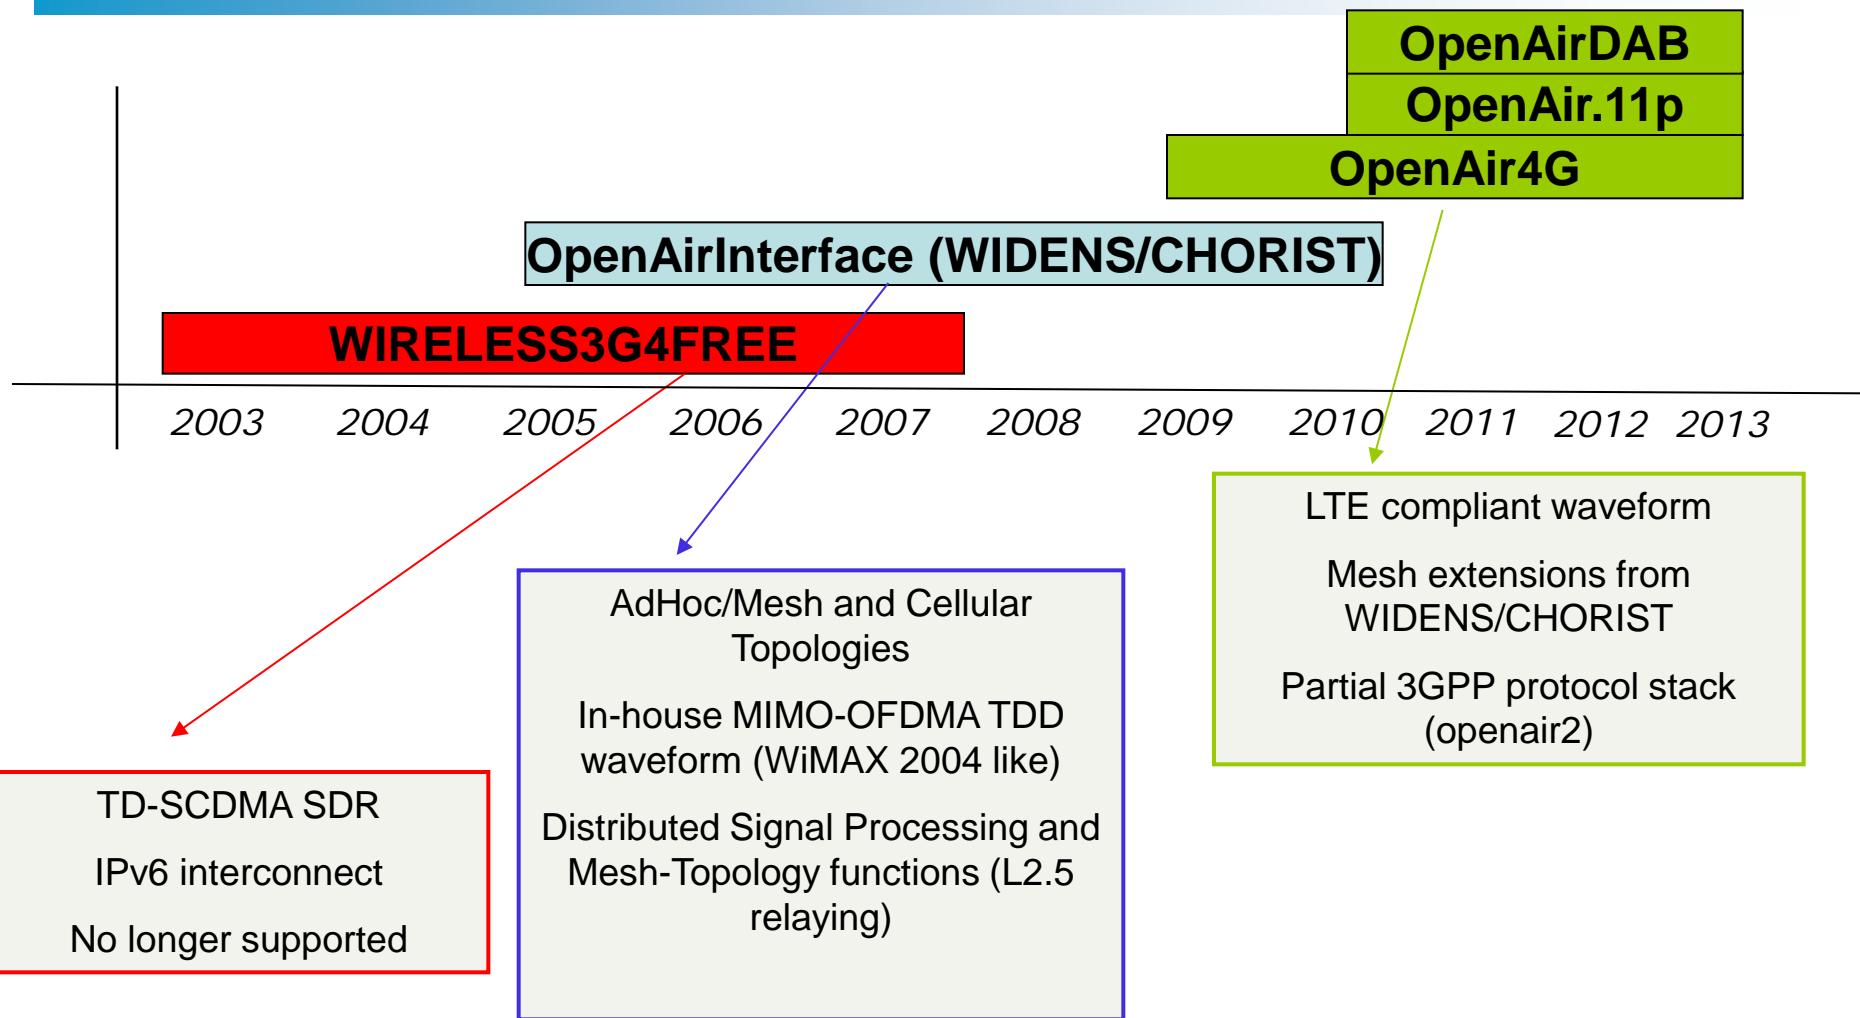 OpenAirDAB
OpenAir.11p
OpenAir4G
OpenAirInterface (WIDENS/CHORIST)
WIRELESS3G4FREE
2003 2004 2005 2006 2007 2008 2009 2010 2011 2012 2013
LTE compliant waveform
Mesh extensions from
WIDENS/CHORIST
Partial 3GPP protocol stack
(openair2)
AdHoc/Mesh and Cellular
Topologies
In-house MIMO-OFDMA TDD
waveform (WiMAX 2004 like)
Distributed Signal Processing and
Mesh-Topology functions (L2.5
relaying)
TD-SCDMA SDR
IPv6 interconnect
No longer supported